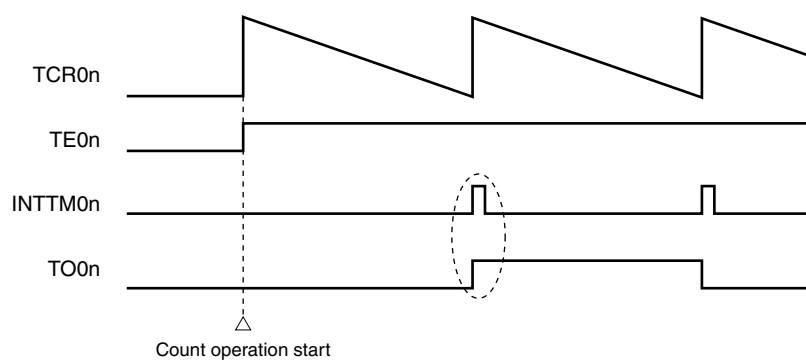 TCR0n
TE0n
INTTM0n
TO0n
Count operation start